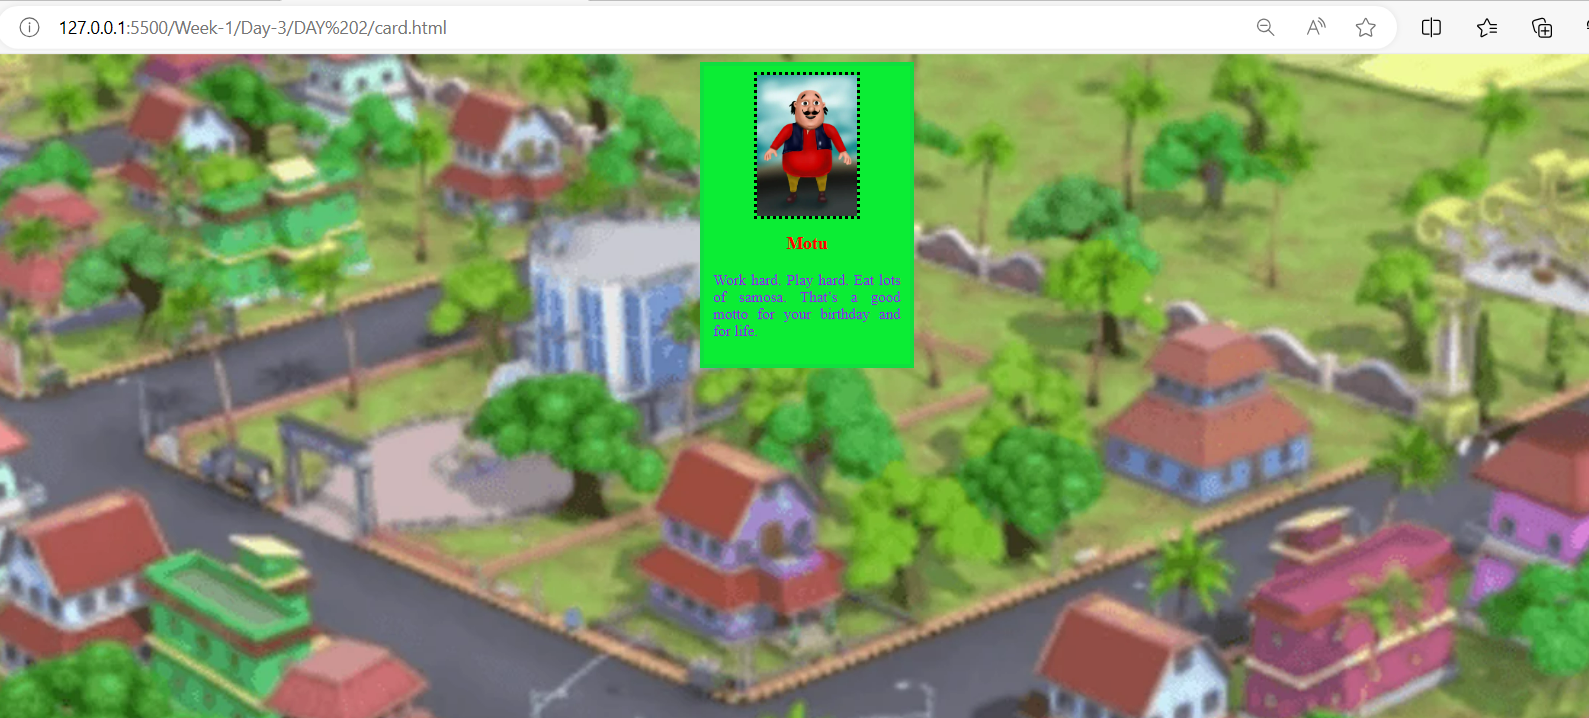 127.0.0.1:5500/Week-1/Day-3/DAY%202/card.html
Motu
Work hard. Play hard. Eat lots
of samosa. That's a good
motto for your birthday and
for life.